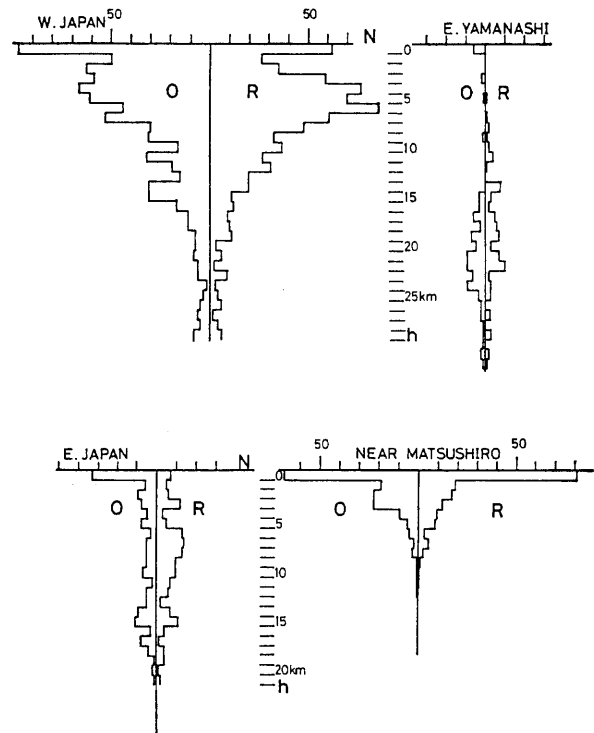 W. JAPAN 50 50 N
E. YAMANASHI
O R
0
5
10
15
20
25km
h
O R
E. JAPAN N
O R
0
5
10
15
20km
h
50 NEAR MATSUSHIRO 50
O R